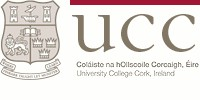 UCC
Coláiste na hOllscoile Corcaigh, Éire
University College Cork, Ireland